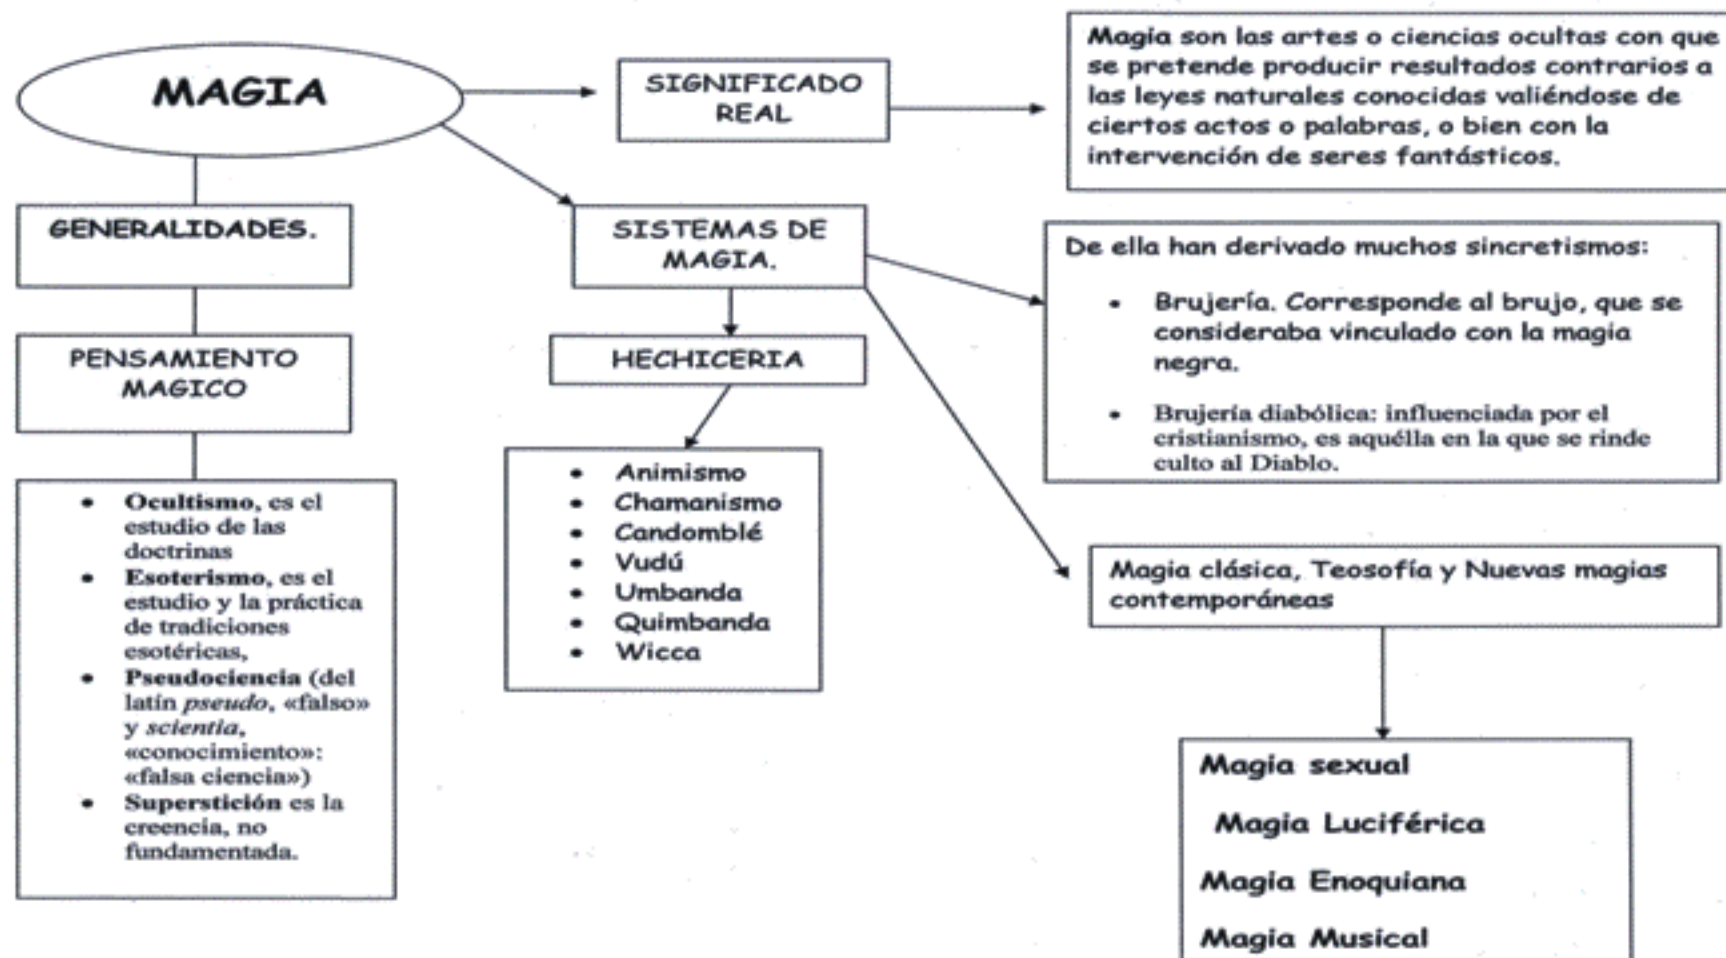 MAGIA
SIGNIFICADO
REAL
Magia son las artes o ciencias ocultas con que
se pretende producir resultados contrarios a
las leyes naturales conocidas valiéndose de
ciertos actos o palabras, o bien con la
intervención de seres fantásticos.
GENERALIDADES.
SISTEMAS DE
MAGIA.
De ella han derivado muchos sincretismos:
• Brujería. Corresponde al brujo, que se
consideraba vinculado con la magia
negra.
• Brujería diabólica: influenciada por el
cristianismo, es aquélla en la que se rinde
culto al Diablo.
PENSAMIENTO
MAGICO
HECHICERIA
• Ocultismo, es el
estudio de las
doctrinas
• Esoterismo, es el
estudio y la práctica
de tradiciones
esotéricas,
• Pseudociencia (del
latín pseudo, «falso»
y scientia,
«conocimiento»:
«falsa ciencia»)
• Superstición es la
creencia, no
fundamentada.
• Animismo
• Chamanismo
• Candomblé
• Vudú
• Umbanda
• Quimbanda
• Wicca
Magia clásica, Teosofía y Nuevas magias
contemporáneas
Magia sexual
Magia Luciférica
Magia Enoquiana
Magia Musical